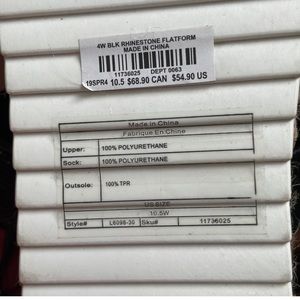 4W BLK RHINESTONE FLATFORM
MADE IN CHINA
11736025 DEPT 0063
19SPR4 10.5 $68.90 CAN $54.90 US
Made in China
Fabrique En Chine
Upper: 100% POLYURETHANE
Sock: 100% POLYURETHANE
Outsole: 100% TPR
US SIZE
10.5W
Style# L6098-30 Sku# 11736025